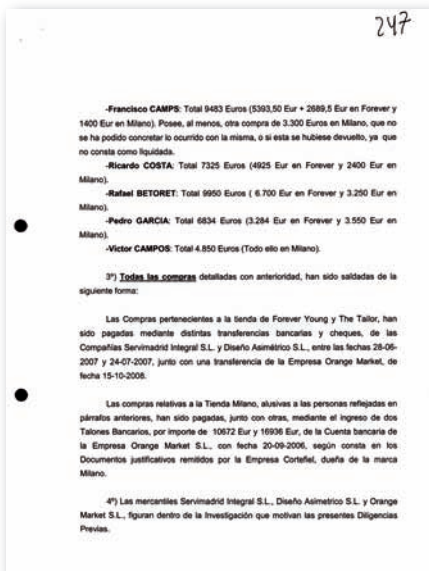 247
-Francisco CAMPS: Total 9483 Euros (5393,50 Eur + 2689,5 Eur en Forever y
1400 Eur en Milano). Posee, al menos, otra compra de 3.300 Euros en Milano, que no
se ha podido concretar lo ocurrido con la misma, o si esta se hubiese devuelto, ya que
no consta como liquidada.
-Ricardo COSTA: Total 7325 Euros (4925 Eur en Forever y 2400 Eur en
Milano).
-Rafael BETORET: Total 9950 Euros ( 6.700 Eur en Forever y 3.250 Eur en
Milano).
-Pedro GARCIA: Total 6834 Euros (3.284 Eur en Forever y 3.550 Eur en
Milano).
-Victor CAMPOS: Total 4.850 Euros (Todo ello en Milano).
3º) Todas las compras detalladas con anterioridad, han sido saldadas de la
siguiente forma:
Las Compras pertenecientes a la tienda de Forever Young y The Tailor, han
sido pagadas mediante distintas transferencias bancarias y cheques, de las
Compañías Servimadrid Integral S.L. y Diseño Asimétrico S.L., entre las fechas 28-06-
2007 y 24-07-2007, junto con una transferencia de la Empresa Orange Market, de
fecha 15-10-2008.
Las compras relativas a la Tienda Milano, alusivas a las personas reflejadas en
párrafos anteriores, han sido pagadas, junto con otras, mediante el ingreso de dos
Talones Bancarios, por importe de 10672 Eur y 16936 Eur, de la Cuenta bancaria de
la Empresa Orange Market S.L., con fecha 20-09-2006, según consta en los
Documentos justificativos remitidos por la Empresa Cortefiel, dueña de la marca
Milano.
4º) Las mercantiles Servimadrid Integral S.L., Diseño Asimetrico S.L. y Orange
Market S.L., figuran dentro de la Investigación que motivan las presentes Diligencias
Previas.